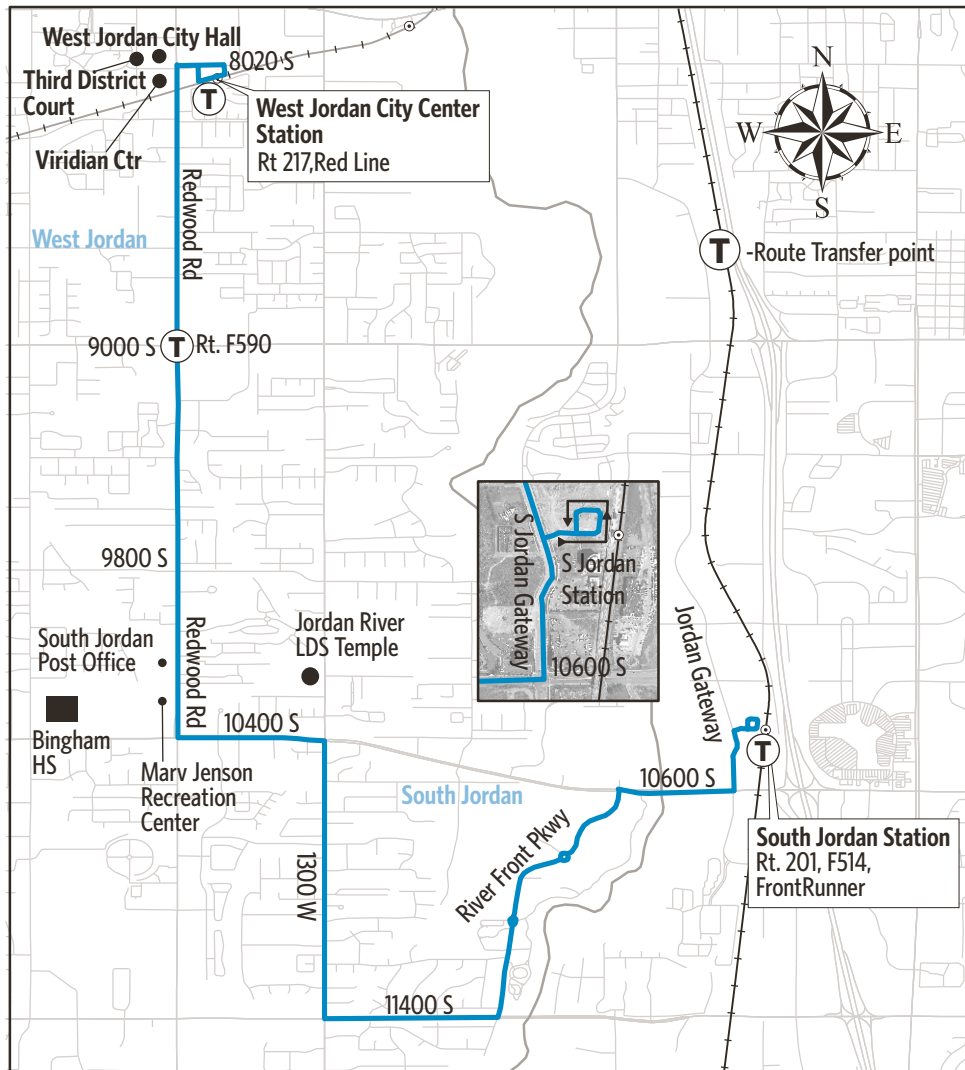 West Jordan City Hall
8020 S
Third District
Court
T
West Jordan City Center
Station
Rt 217,Red Line
Viridian Ctr
N
W
E
S
Redwood Rd
West Jordan
T
-Route Transfer point
9000 S
T
Rt. F590
9800 S
S Jordan Gateway
S Jordan
Station
10600 S
Jordan River
LDS Temple
South Jordan
Post Office
Redwood Rd
Jordan Gateway
10400 S
Bingham
HS
Marv Jenson
Recreation
Center
T
10600 S
South Jordan
River Front Pkwy
South Jordan Station
Rt. 201, F514,
FrontRunner
1300 W
11400 S